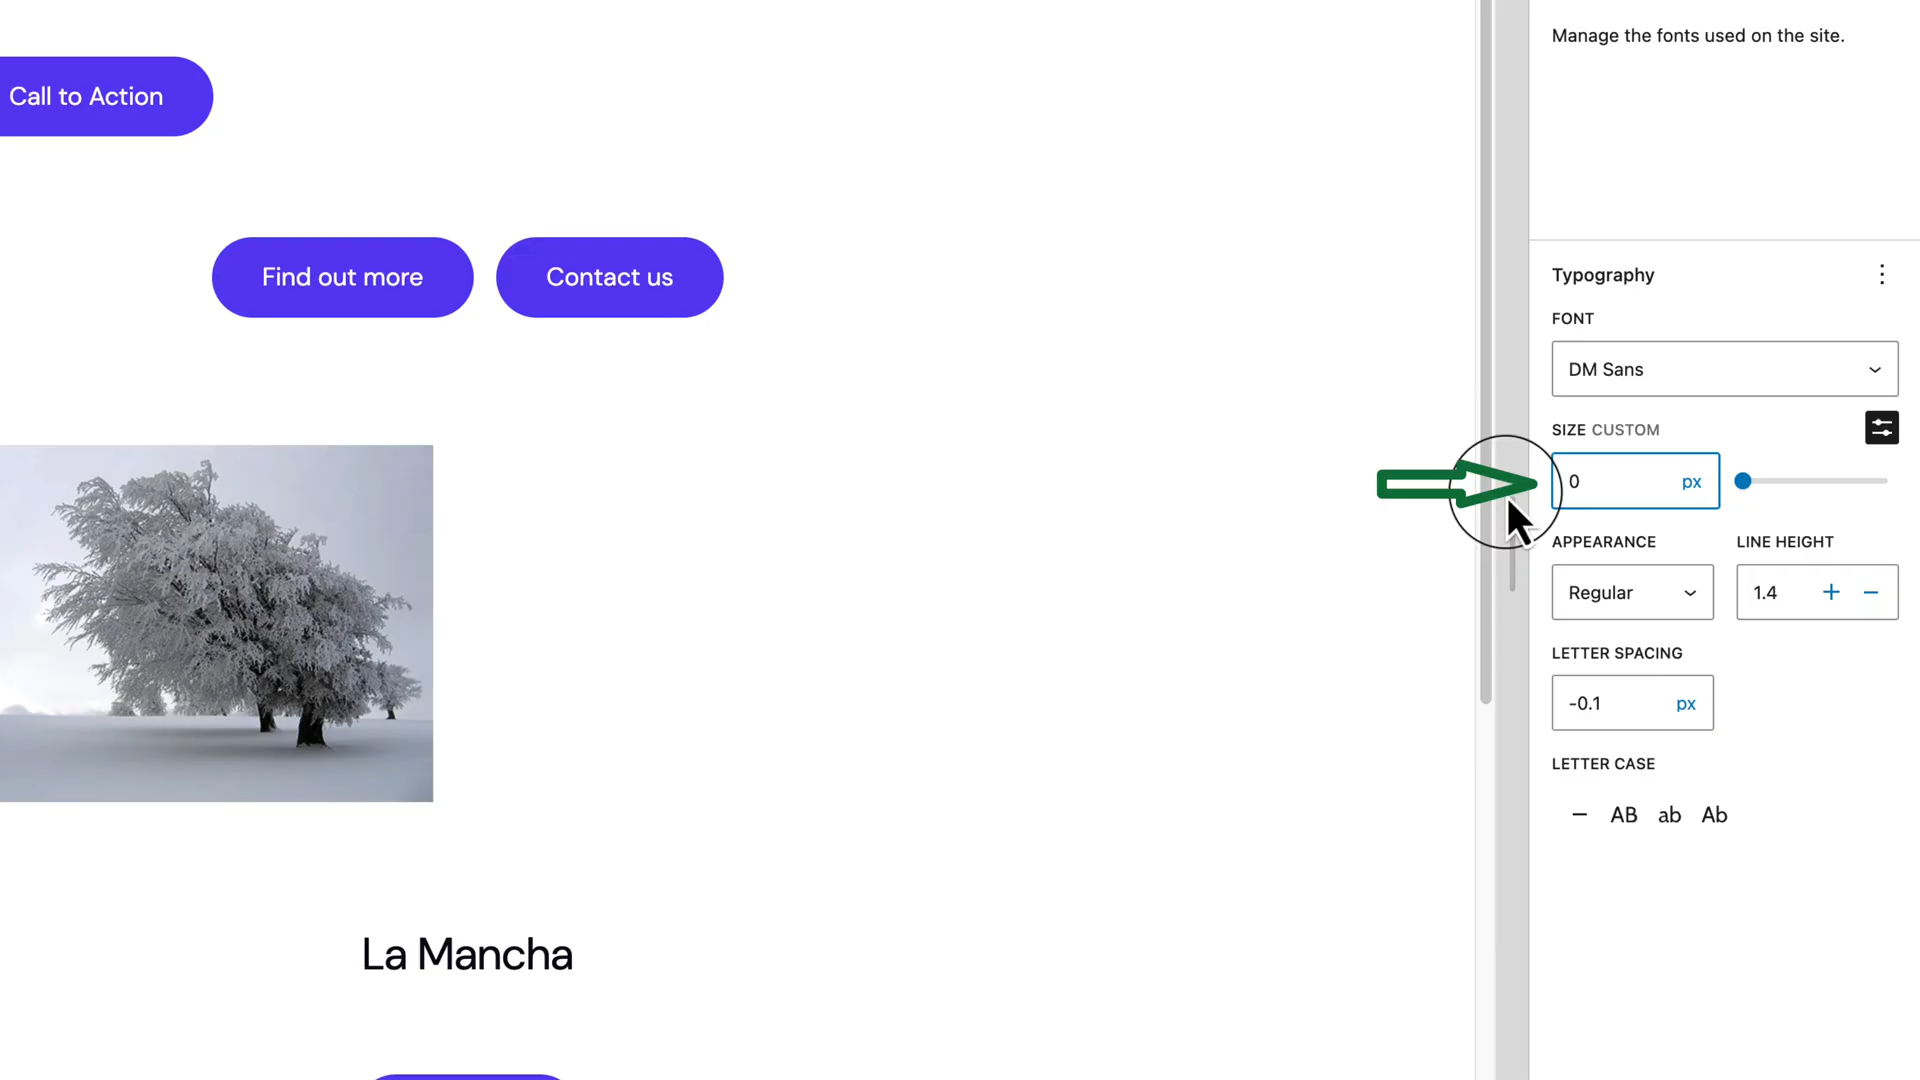 Manage the fonts used on the site.
Call to Action
Find out more
Contact us
La Mancha
Typography
FONT
DM Sans
SIZE CUSTOM
0 px
APPEARANCE
LINE HEIGHT
Regular
1.4 + −
LETTER SPACING
-0.1 px
LETTER CASE
– AB ab Ab